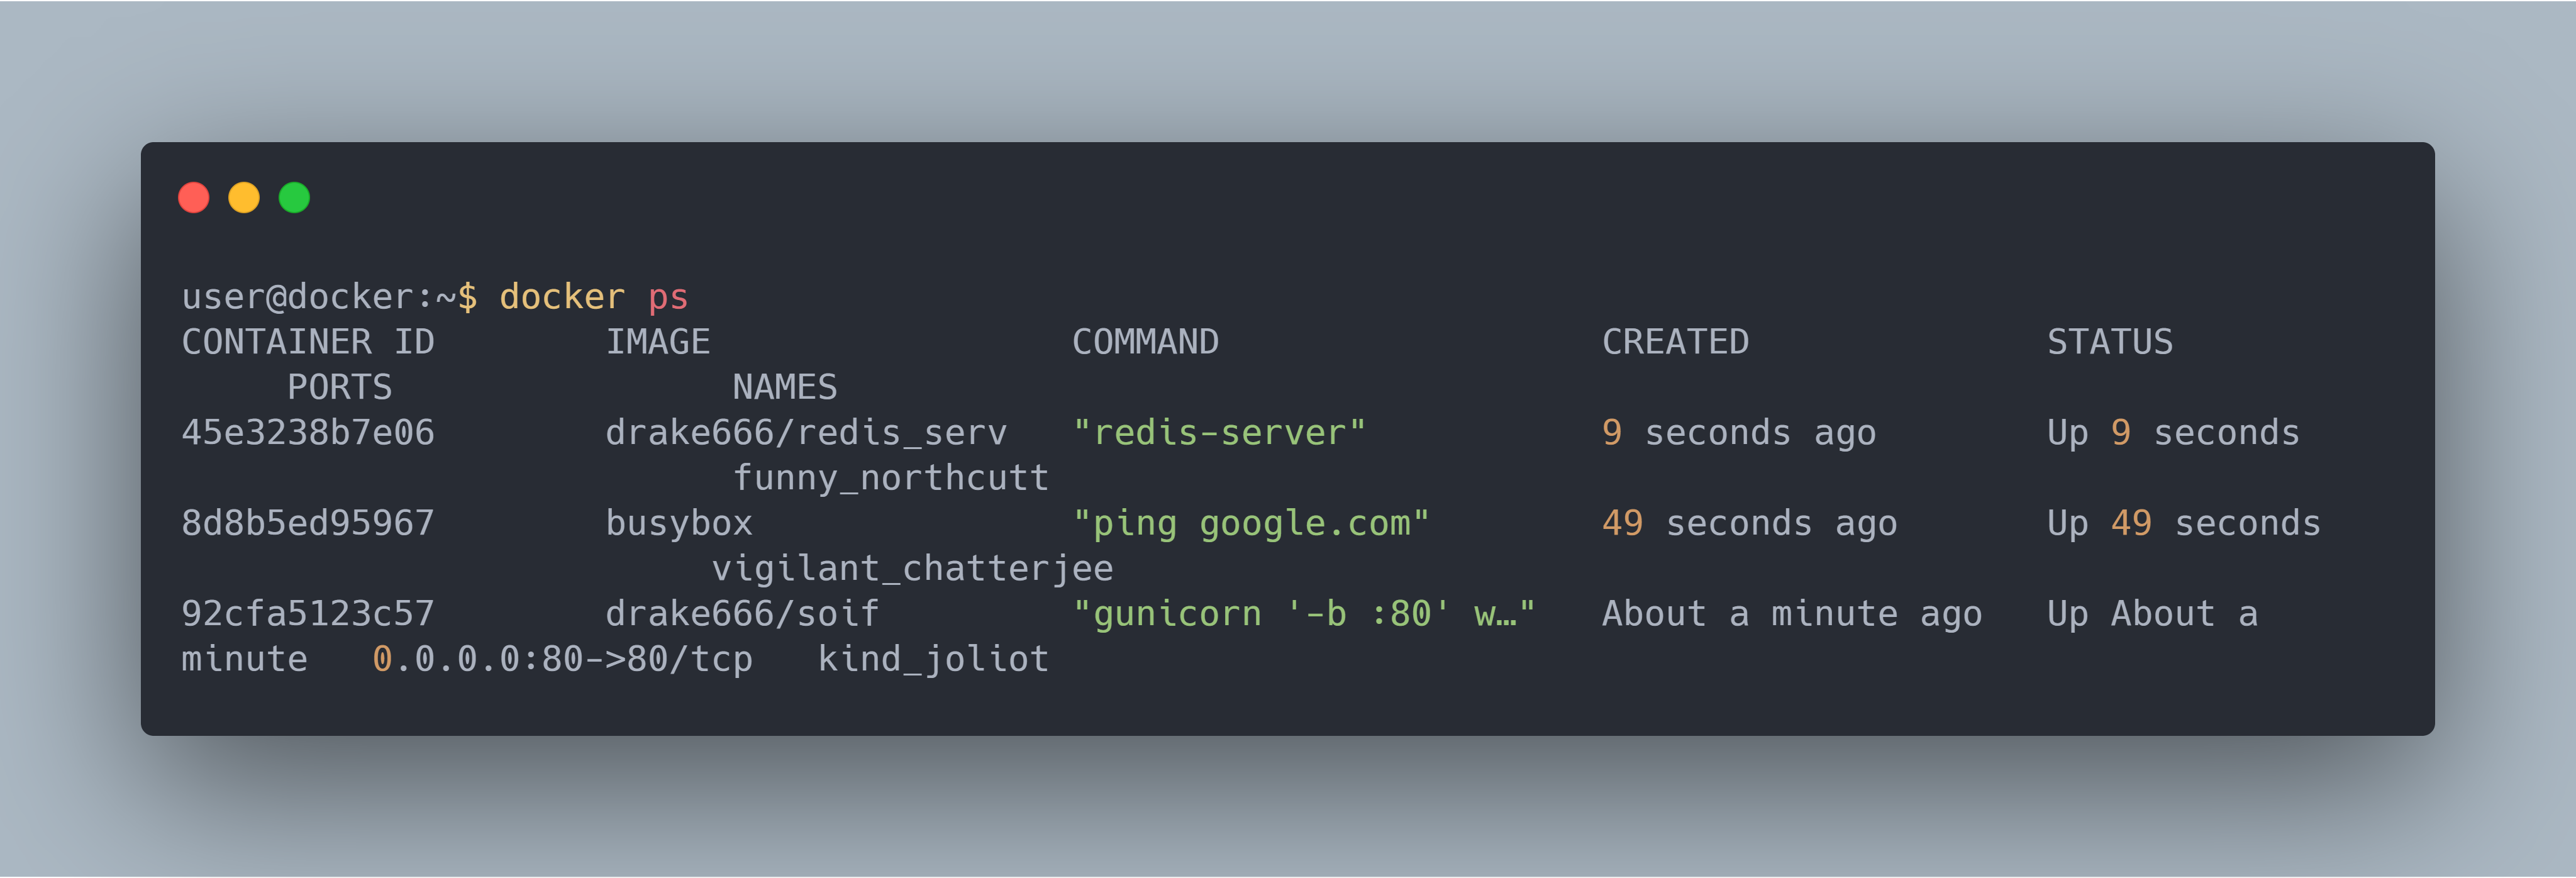 user@docker:~$ docker ps
CONTAINER ID        IMAGE                 COMMAND                  CREATED              STATUS
     PORTS                NAMES
45e3238b7e06        drake666/redis_serv   "redis-server"           9 seconds ago        Up 9 seconds
                          funny_northcutt
8d8b5ed95967        busybox               "ping google.com"        49 seconds ago       Up 49 seconds
                         vigilant_chatterjee
92cfa5123c57        drake666/soif         "gunicorn '-b :80' w…"   About a minute ago   Up About a
minute   0.0.0.0:80->80/tcp   kind_joliot